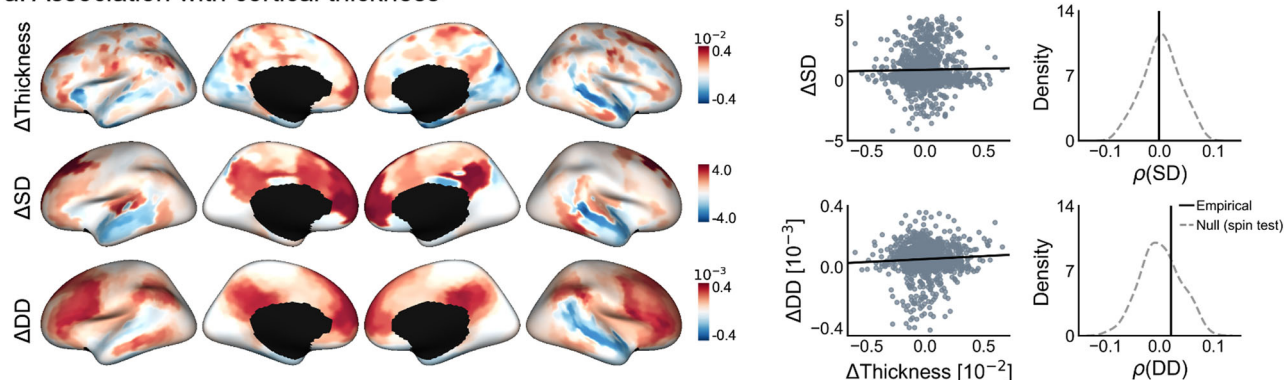 ΔThickness
10⁻²
0.4
-0.4
ΔSD
4.0
-4.0
ΔDD
10⁻³
0.4
-0.4
ΔSD
5
0
−5
−0.5
0.0
0.5
Density
14
7
0
−0.1
0.0
0.1
ρ(SD)
ΔDD [10⁻³]
0.4
0.0
−0.4
−0.5
0.0
0.5
ΔThickness [10⁻²]
Density
14
7
0
−0.1
0.0
0.1
ρ(DD)
Empirical
Null (spin test)